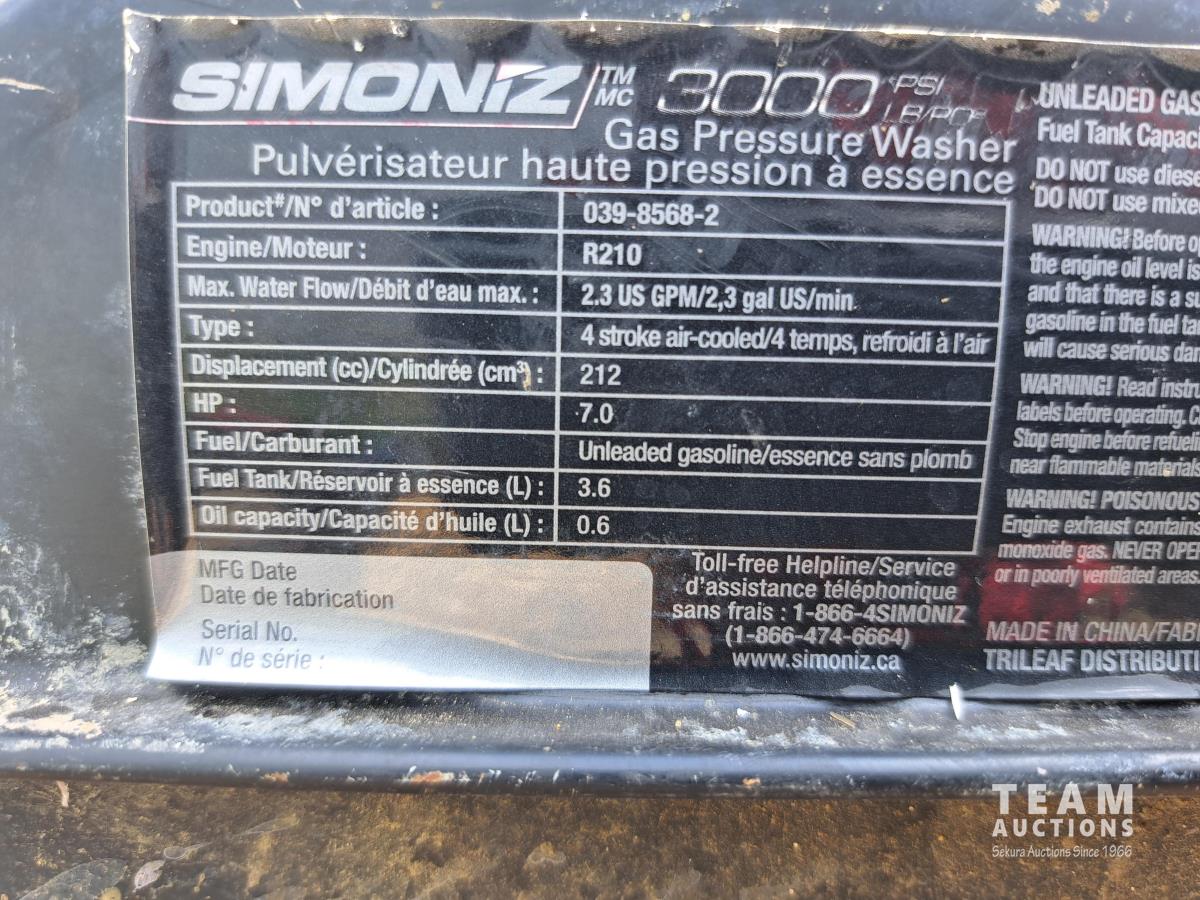 SIMONIZ TM MC 3000 PSI LB/PO²
Gas Pressure Washer
Pulvérisateur haute pression à essence
Product#/N° d'article : 039-8568-2
Engine/Moteur : R210
Max. Water Flow/Débit d'eau max. : 2.3 US GPM/2,3 gal US/min
Type : 4 stroke air-cooled/4 temps, refroidi à l'air
Displacement (cc)/Cylindrée (cm³) : 212
HP : 7.0
Fuel/Carburant : Unleaded gasoline/essence sans plomb
Fuel Tank/Réservoir à essence (L) : 3.6
Oil capacity/Capacité d'huile (L) : 0.6
MFG Date
Date de fabrication
Serial No.
N° de série :
Toll-free Helpline/Service
d'assistance téléphonique
sans frais : 1-866-4SIMONIZ
(1-866-474-6664)
www.simoniz.ca
UNLEADED GAS
Fuel Tank Capaci
DO NOT use diese
DO NOT use mixe
WARNING! Before o
the engine oil level i
and that there is a s
gasoline in the fuel ta
will cause serious da
WARNING! Read instr
labels before operating. C
Stop engine before refuel
near flammable materials
WARNING! POISONOUS
Engine exhaust contain
monoxide gas. NEVER OPE
or in poorly ventilated areas
MADE IN CHINA/FAB
TRILEAF DISTRIBUTI
TEAM
AUCTIONS
Sekura Auctions Since 1966